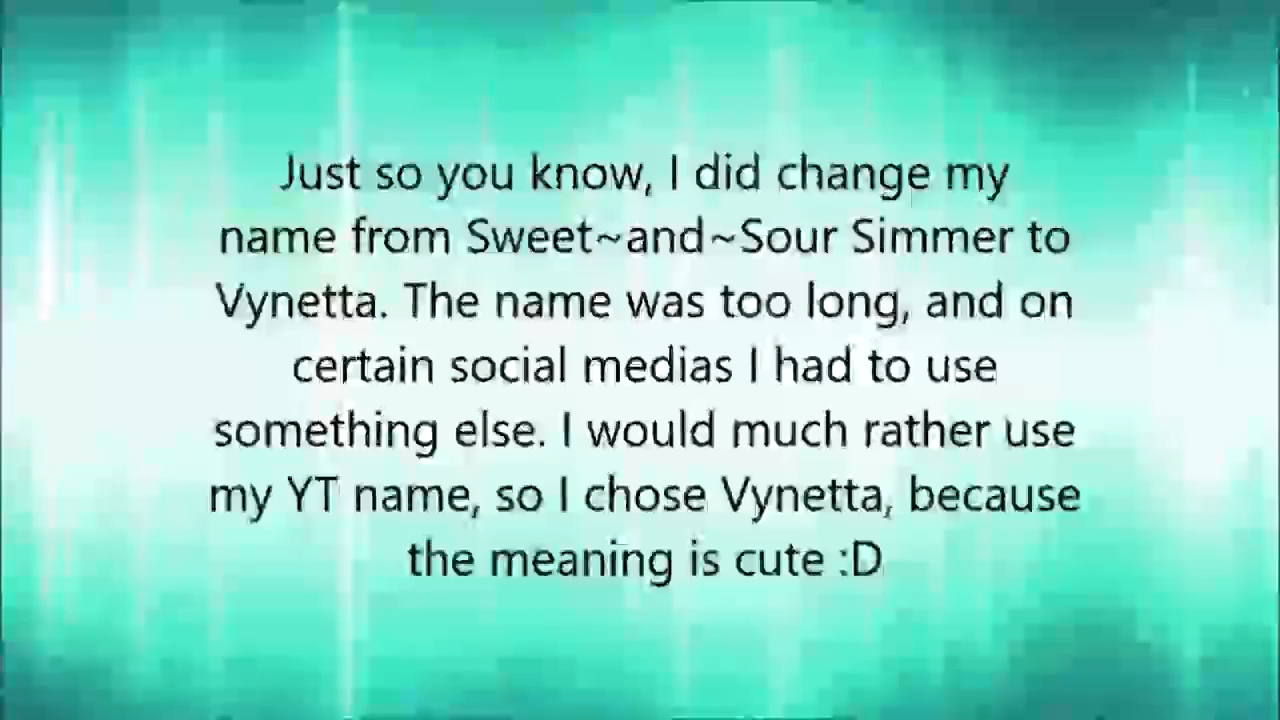 Just so you know, I did change my
name from Sweet~and~Sour Simmer to
Vynetta. The name was too long, and on
certain social medias I had to use
something else. I would much rather use
my YT name, so I chose Vynetta, because
the meaning is cute :D